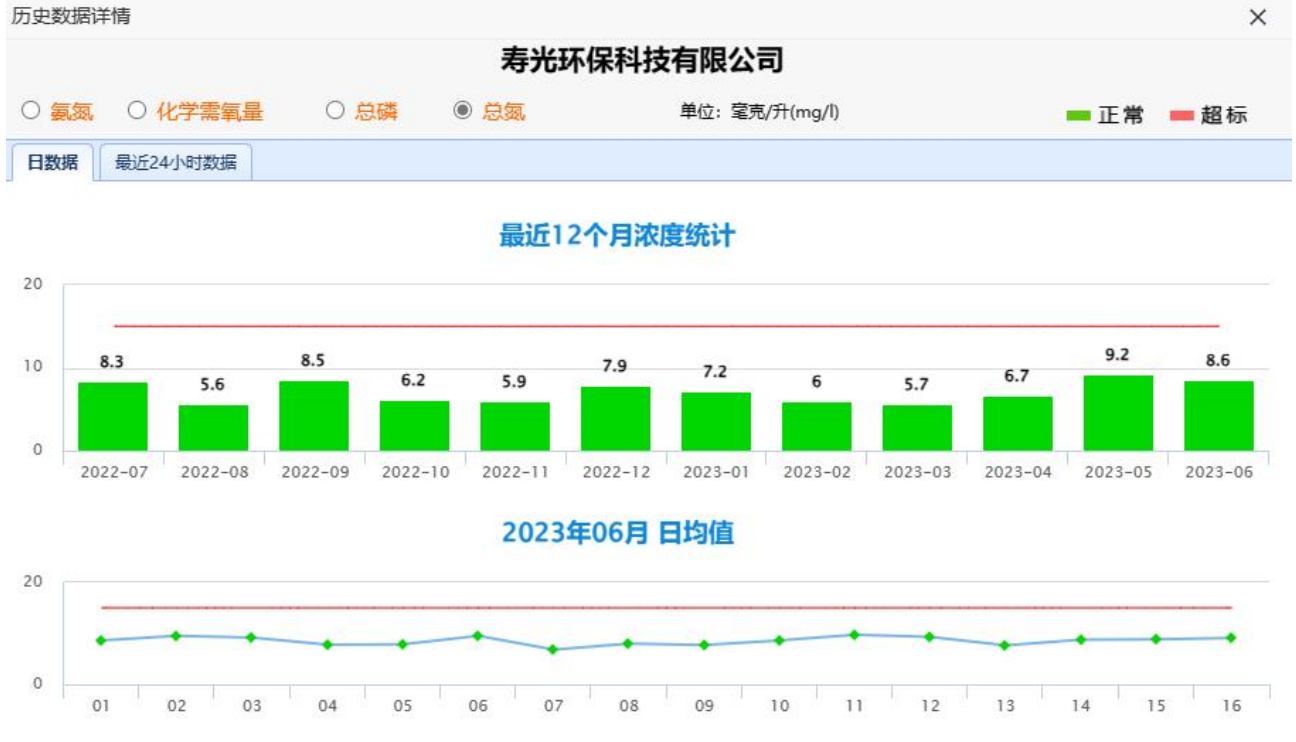 历史数据详情 ×
寿光环保科技有限公司
氨氮 化学需氧量 总磷 总氮 单位：毫克/升(mg/l) 正常 超标
日数据 最近24小时数据
最近12个月浓度统计
20
10
0
8.3 5.6 8.5 6.2 5.9 7.9 7.2 6 5.7 6.7 9.2 8.6
2022-07 2022-08 2022-09 2022-10 2022-11 2022-12 2023-01 2023-02 2023-03 2023-04 2023-05 2023-06
2023年06月 日均值
20
0
01 02 03 04 05 06 07 08 09 10 11 12 13 14 15 16